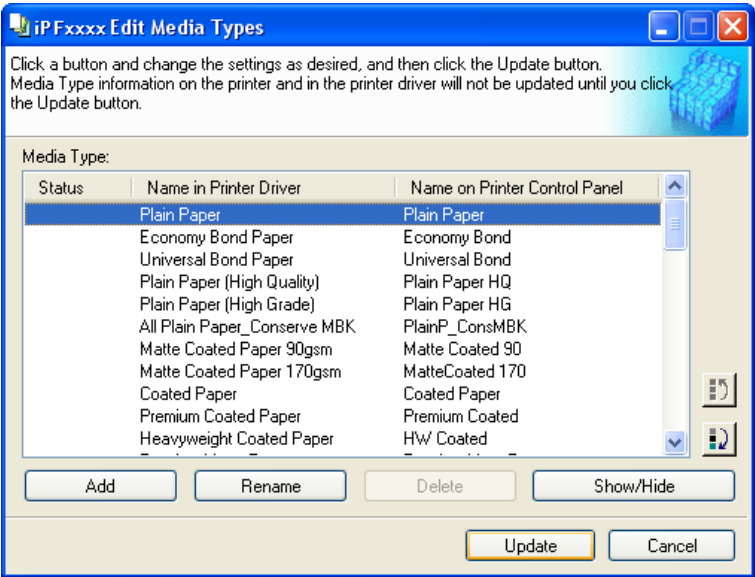 iPFxxxx Edit Media Types
Click a button and change the settings as desired, and then click the Update button.
Media Type information on the printer and in the printer driver will not be updated until you click
the Update button.
Media Type:
Status Name in Printer Driver Name on Printer Control Panel
Plain Paper Plain Paper
Economy Bond Paper Economy Bond
Universal Bond Paper Universal Bond
Plain Paper (High Quality) Plain Paper HQ
Plain Paper (High Grade) Plain Paper HG
All Plain Paper_Conserve MBK PlainP_ConsMBK
Matte Coated Paper 90gsm Matte Coated 90
Matte Coated Paper 170gsm MatteCoated 170
Coated Paper Coated Paper
Premium Coated Paper Premium Coated
Heavyweight Coated Paper HW Coated
Add Rename Delete Show/Hide
Update Cancel